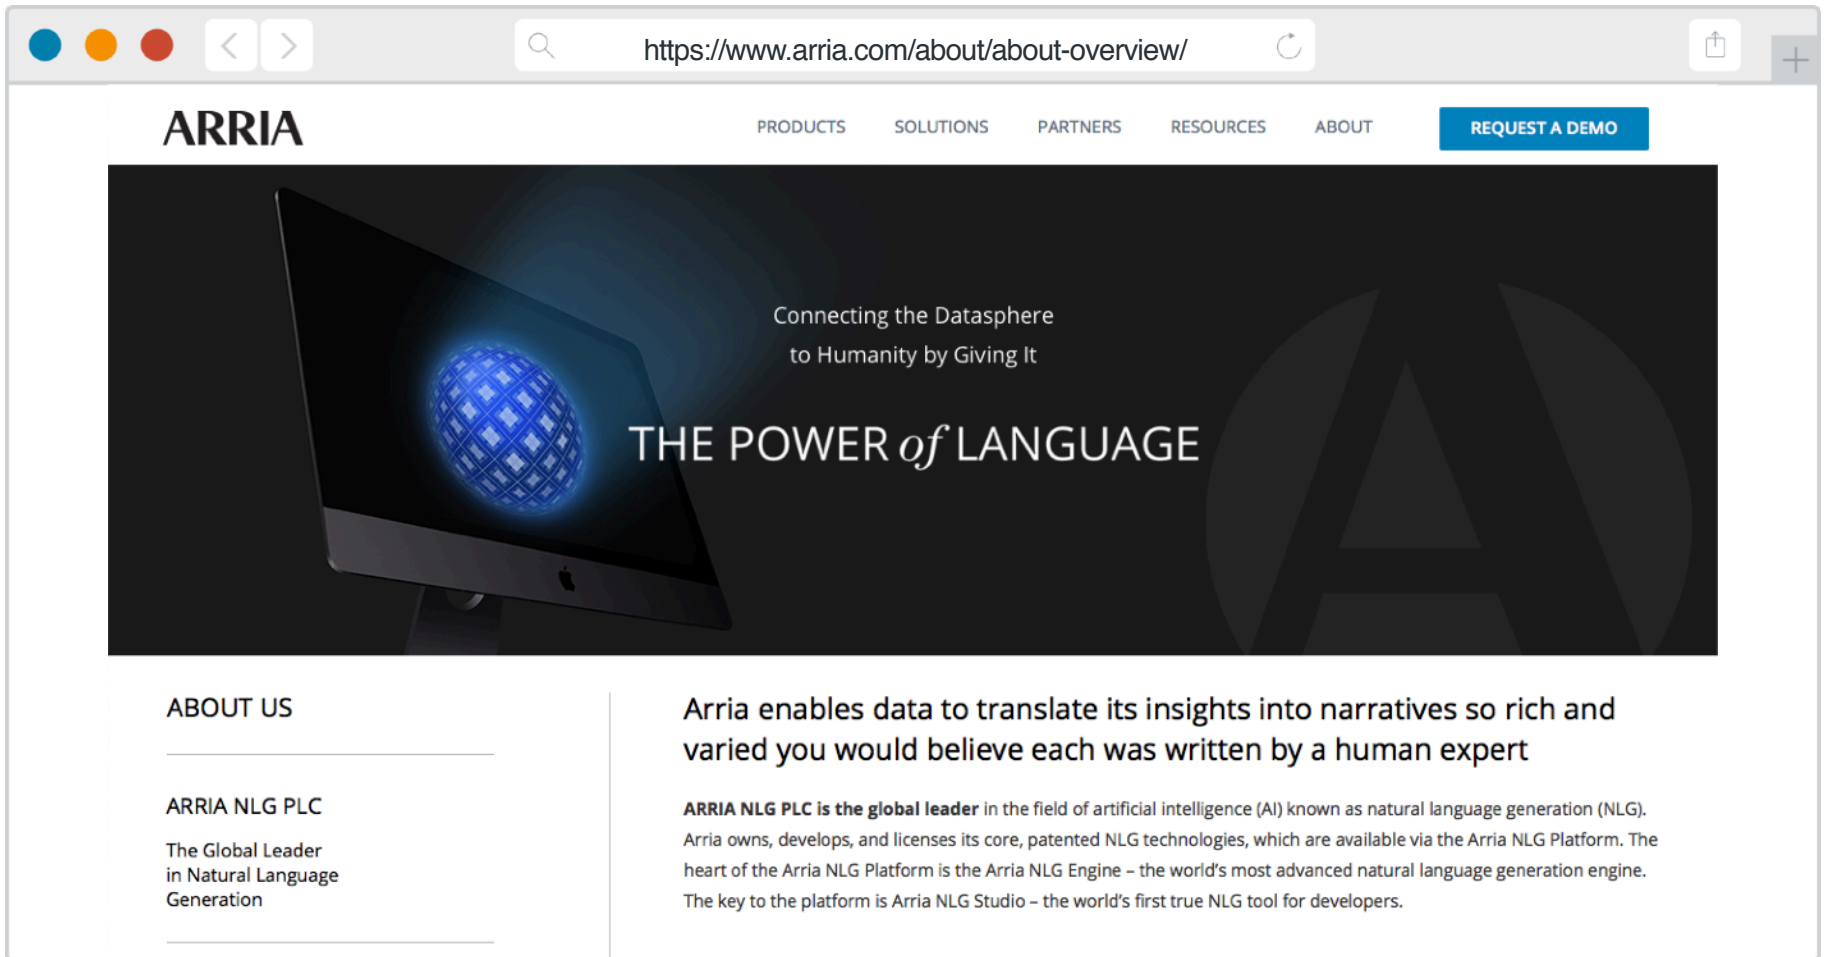 https://www.arria.com/about/about-overview/
ARRIA
PRODUCTS SOLUTIONS PARTNERS RESOURCES ABOUT REQUEST A DEMO
Connecting the Datasphere
to Humanity by Giving It
THE POWER of LANGUAGE
ABOUT US
ARRIA NLG PLC
The Global Leader
in Natural Language
Generation
Arria enables data to translate its insights into narratives so rich and
varied you would believe each was written by a human expert
ARRIA NLG PLC is the global leader in the field of artificial intelligence (AI) known as natural language generation (NLG).
Arria owns, develops, and licenses its core, patented NLG technologies, which are available via the Arria NLG Platform. The
heart of the Arria NLG Platform is the Arria NLG Engine – the world's most advanced natural language generation engine.
The key to the platform is Arria NLG Studio – the world's first true NLG tool for developers.